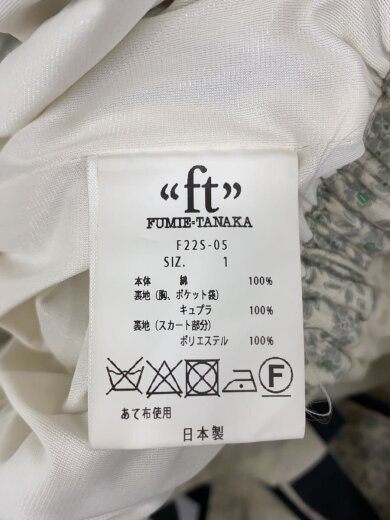 “ft”
FUMIE=TANAKA
F22S-05
SIZ. 1
本体 綿 100%
裏地(胸、ポケット袋)
キュプラ 100%
裏地(スカート部分)
ポリエステル 100%
F
あて布使用
日本製